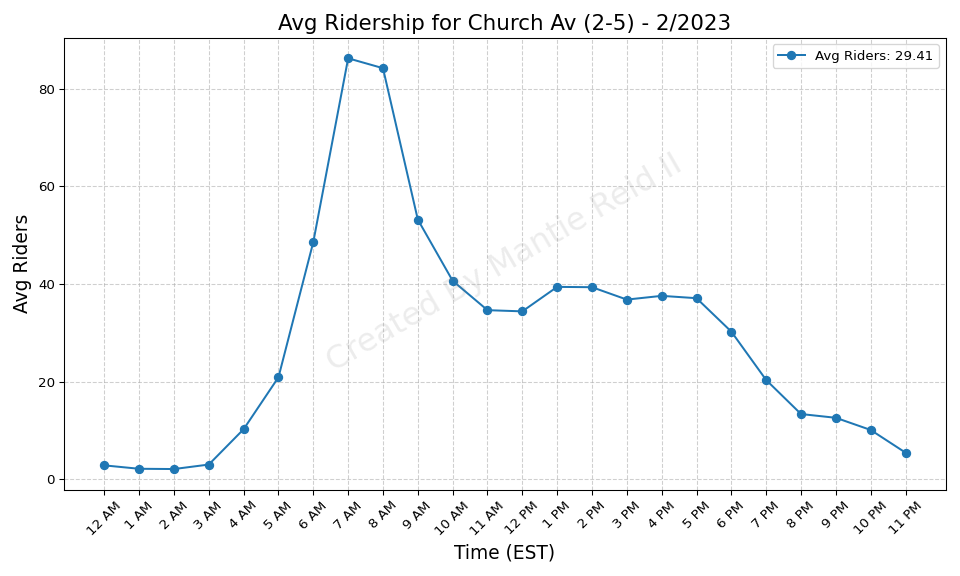 Avg Ridership for Church Av (2-5) - 2/2023
Avg Riders: 29.41
80
60
40
20
0
Avg Riders
Created By Mantie Reid II
12 AM
1 AM
2 AM
3 AM
4 AM
5 AM
6 AM
7 AM
8 AM
9 AM
10 AM
11 AM
12 PM
1 PM
2 PM
3 PM
4 PM
5 PM
6 PM
7 PM
8 PM
9 PM
10 PM
11 PM
Time (EST)